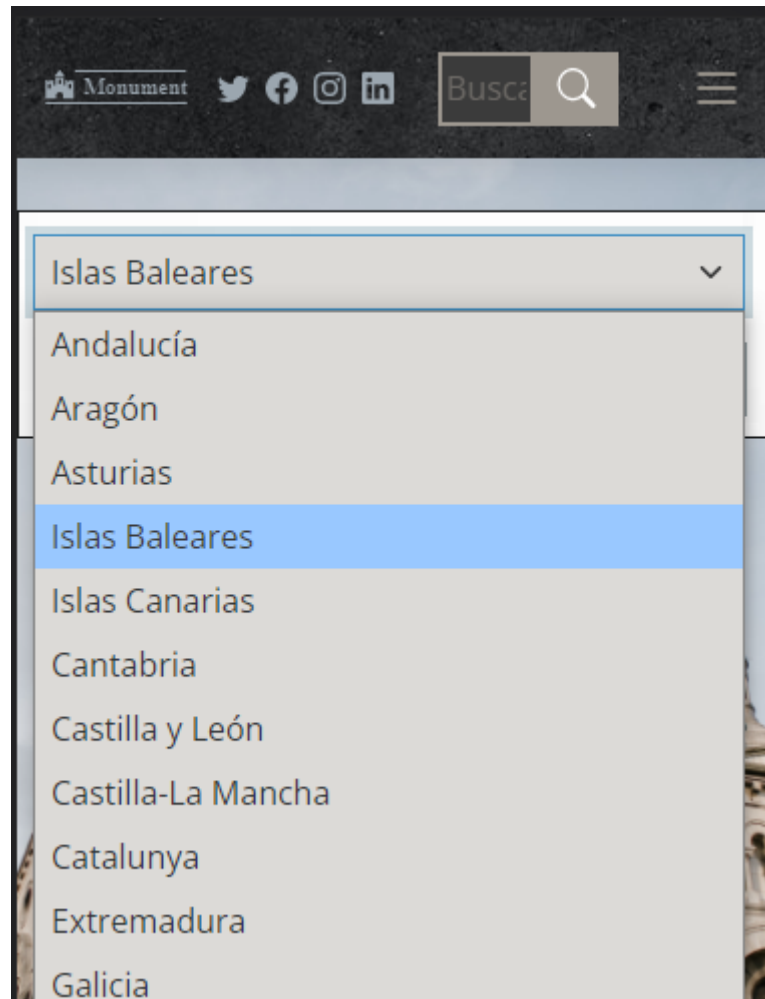 Monument
Busca
Islas Baleares
Andalucía
Aragón
Asturias
Islas Baleares
Islas Canarias
Cantabria
Castilla y León
Castilla-La Mancha
Catalunya
Extremadura
Galicia